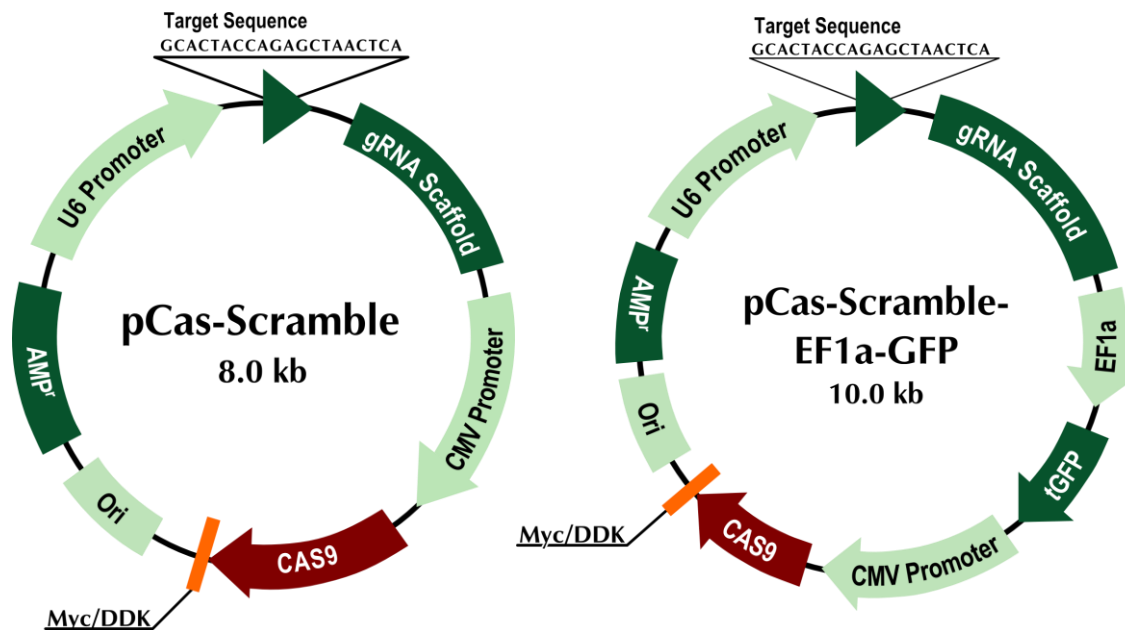 Target Sequence
GCACTACCAGAGCTAACTCA
U6 Promoter
gRNA Scaffold
CMV Promoter
CAS9
Myc/DDK
Ori
AMPʳ
pCas-Scramble
8.0 kb
Target Sequence
GCACTACCAGAGCTAACTCA
U6 Promoter
gRNA Scaffold
EF1a
tGFP
CMV Promoter
CAS9
Myc/DDK
Ori
AMPʳ
pCas-Scramble-
EF1a-GFP
10.0 kb